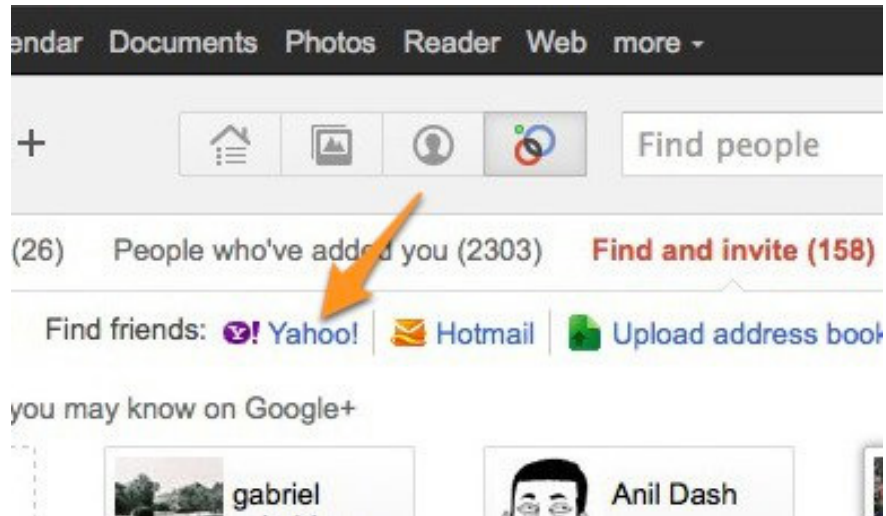 endar Documents Photos Reader Web more
+ Find people
(26) People who've added you (2303) Find and invite (158)
Find friends: Y! Yahoo! Hotmail Upload address book
you may know on Google+
gabriel Anil Dash